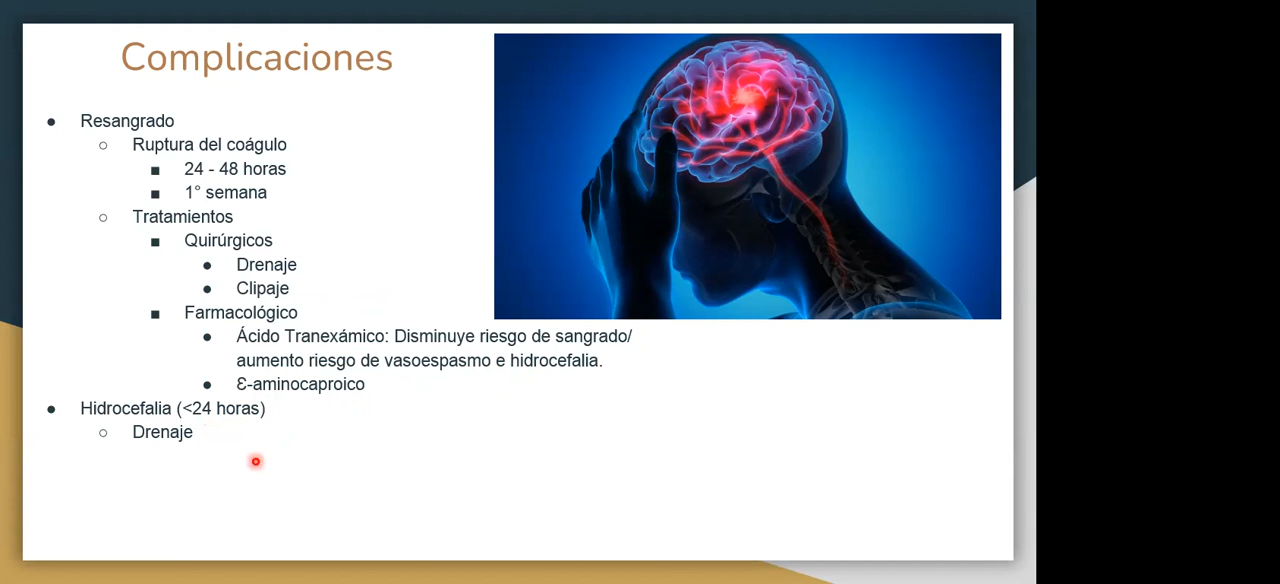 Complicaciones
● Resangrado
○ Ruptura del coágulo
■ 24 - 48 horas
■ 1° semana
○ Tratamientos
■ Quirúrgicos
● Drenaje
● Clipaje
■ Farmacológico
● Ácido Tranexámico: Disminuye riesgo de sangrado/
aumento riesgo de vasoespasmo e hidrocefalia.
● Ɛ-aminocaproico
● Hidrocefalia (<24 horas)
○ Drenaje